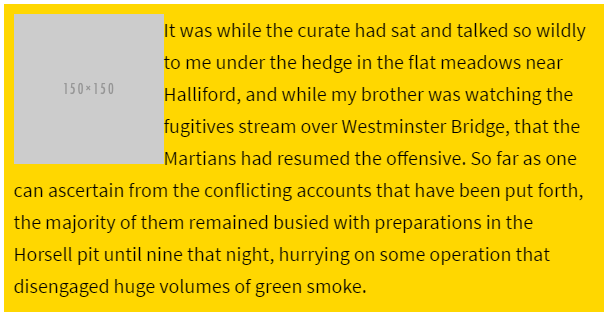 150×150
It was while the curate had sat and talked so wildly
to me under the hedge in the flat meadows near
Halliford, and while my brother was watching the
fugitives stream over Westminster Bridge, that the
Martians had resumed the offensive. So far as one
can ascertain from the conflicting accounts that have been put forth,
the majority of them remained busied with preparations in the
Horsell pit until nine that night, hurrying on some operation that
disengaged huge volumes of green smoke.